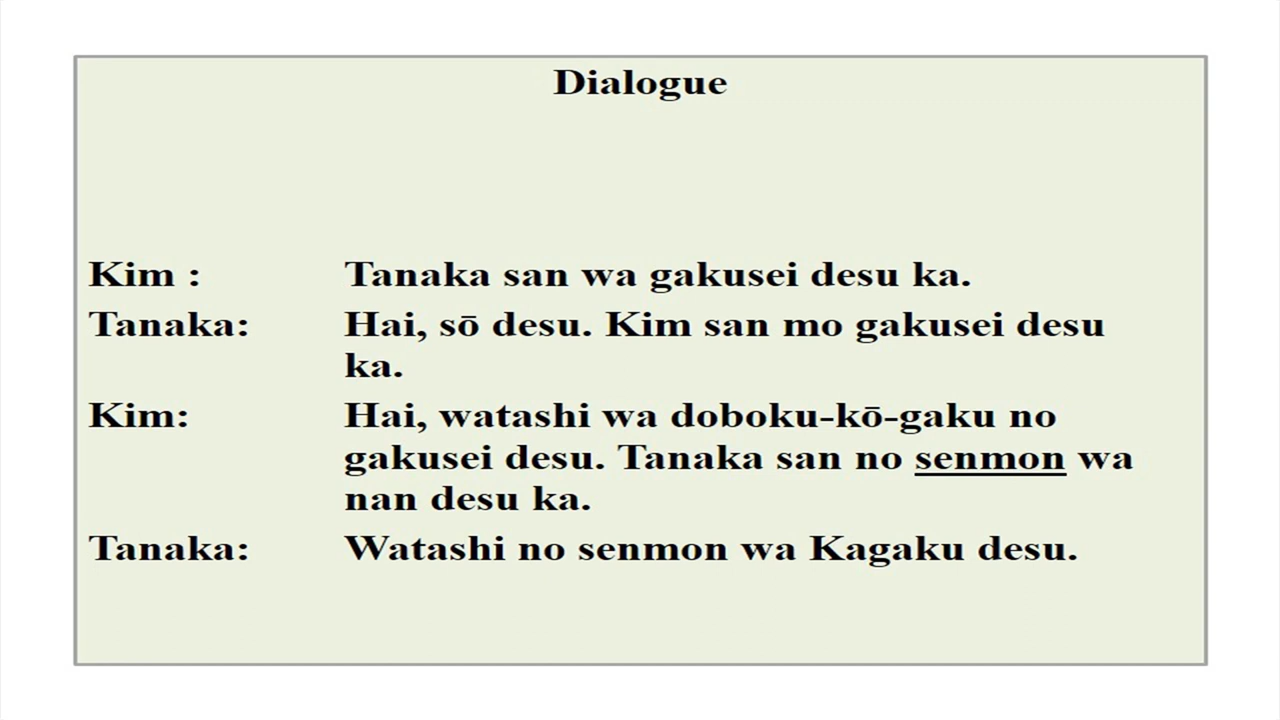 Dialogue
Kim : Tanaka san wa gakusei desu ka.
Tanaka: Hai, sō desu. Kim san mo gakusei desu
ka.
Kim: Hai, watashi wa doboku-kō-gaku no
gakusei desu. Tanaka san no senmon wa
nan desu ka.
Tanaka: Watashi no senmon wa Kagaku desu.